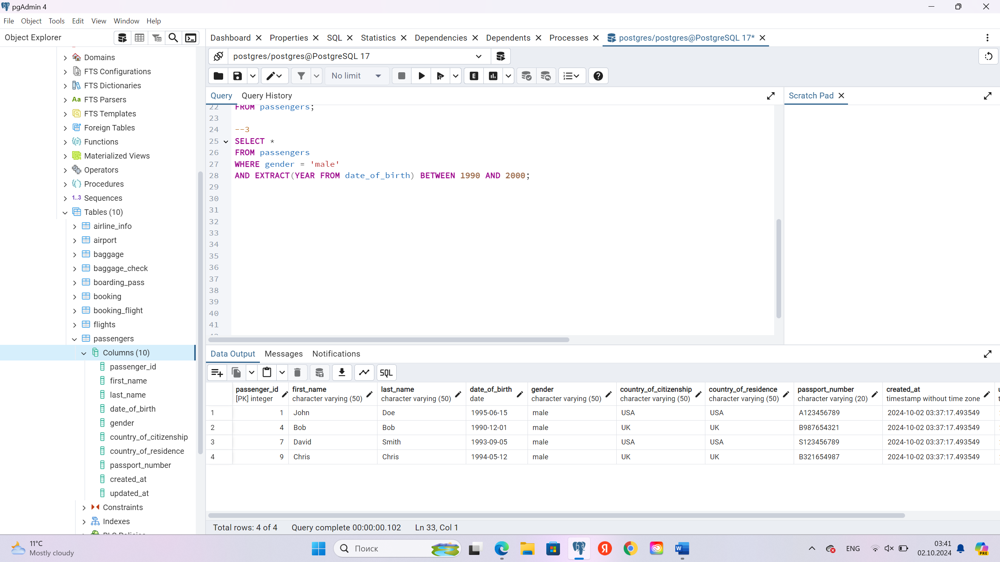 pgAdmin 4
File Object Tools Edit View Window Help
Object Explorer
Dashboard Properties SQL Statistics Dependencies Dependents Processes postgres/postgres@PostgreSQL 17*
Domains
FTS Configurations
FTS Dictionaries
Aa FTS Parsers
FTS Templates
Foreign Tables
Functions
Materialized Views
Operators
Procedures
1..3 Sequences
Tables (10)
airline_info
airport
baggage
baggage_check
boarding_pass
booking
booking_flight
flights
passengers
Columns (10)
passenger_id
first_name
last_name
date_of_birth
gender
country_of_citizenship
country_of_residence
passport_number
created_at
updated_at
Constraints
Indexes
RLS Policies
postgres/postgres@PostgreSQL 17
No limit
E
Query Query History
Scratch Pad
22 FROM passengers;
23
24 --3
25 SELECT *
26 FROM passengers
27 WHERE gender = 'male'
28 AND EXTRACT(YEAR FROM date_of_birth) BETWEEN 1990 AND 2000;
29
30
31
32
33
34
35
36
37
38
39
40
41
Data Output Messages Notifications
SQL
passenger_id first_name last_name date_of_birth gender country_of_citizenship country_of_residence passport_number created_at
[PK] integer character varying (50) character varying (50) date character varying (50) character varying (50) character varying (50) character varying (20) timestamp without time zone
1 1 John Doe 1995-06-15 male USA USA A123456789 2024-10-02 03:37:17.493549
2 4 Bob Bob 1990-12-01 male UK UK B987654321 2024-10-02 03:37:17.493549
3 7 David Smith 1993-09-05 male USA USA S123456789 2024-10-02 03:37:17.493549
4 9 Chris Chris 1994-05-12 male UK UK B321654987 2024-10-02 03:37:17.493549
Total rows: 4 of 4 Query complete 00:00:00.102 Ln 33, Col 1
11°C
Mostly cloudy
Поиск
Я
W
ENG
03:41
02.10.2024
PRE